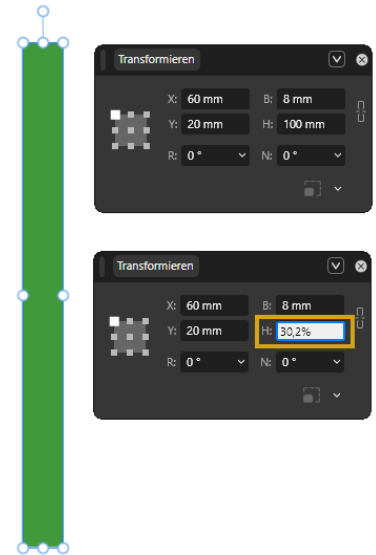 Transformieren
X: 60 mm B: 8 mm
Y: 20 mm H: 100 mm
R: 0 ° N: 0 °
Transformieren
X: 60 mm B: 8 mm
Y: 20 mm H: 30,2%
R: 0 ° N: 0 °